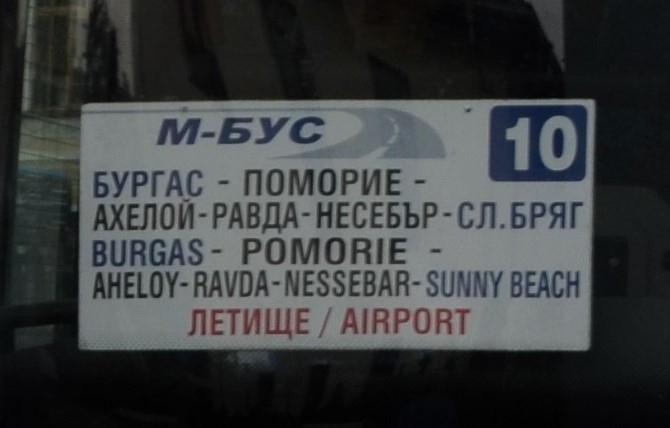 М-БУС
10
БУРГАС - ПОМОРИЕ -
АХЕЛОЙ-РАВДА-НЕСЕБЪР-СЛ.БРЯГ
BURGAS - POMORIE -
AHELOY-RAVDA-NESSEBAR-SUNNY BEACH
ЛЕТИЩЕ / AIRPORT